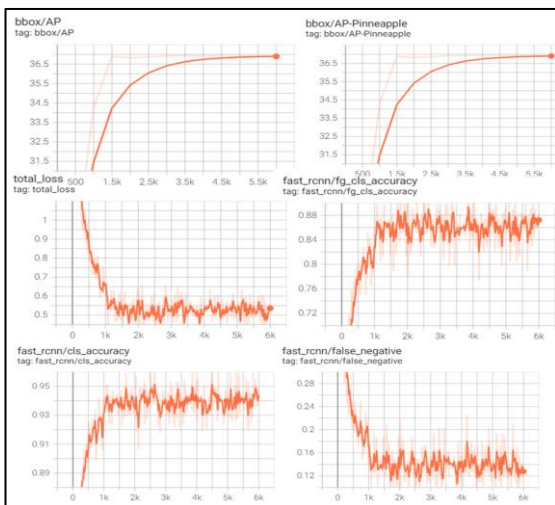 bbox/AP
tag: bbox/AP
36.5
35.5
34.5
33.5
32.5
31.5
500 1.5k 2.5k 3.5k 4.5k 5.5k
bbox/AP-Pinneapple
tag: bbox/AP-Pinneapple
36.5
35.5
34.5
33.5
32.5
31.5
500 1.5k 2.5k 3.5k 4.5k 5.5k
total_loss
tag: total_loss
1
0.9
0.8
0.7
0.6
0.5
0 1k 2k 3k 4k 5k 6k
fast_rcnn/fg_cls_accuracy
tag: fast_rcnn/fg_cls_accuracy
0.88
0.84
0.8
0.76
0.72
0 1k 2k 3k 4k 5k 6k
fast_rcnn/cls_accuracy
tag: fast_rcnn/cls_accuracy
0.95
0.93
0.91
0.89
0 1k 2k 3k 4k 5k 6k
fast_rcnn/false_negative
tag: fast_rcnn/false_negative
0.28
0.24
0.2
0.16
0.12
0 1k 2k 3k 4k 5k 6k